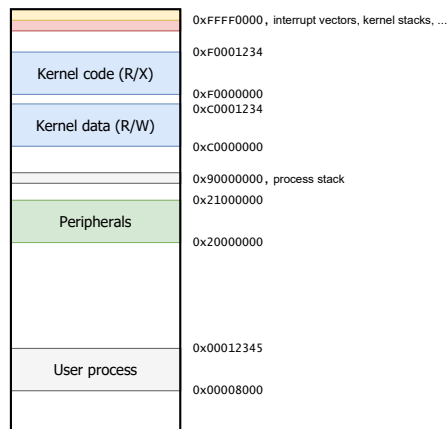 0xFFFF0000, interrupt vectors, kernel stacks, ...
0xF0001234
Kernel code (R/X)
0xF0000000
0xC0001234
Kernel data (R/W)
0xC0000000
0x90000000, process stack
0x21000000
Peripherals
0x20000000
0x00012345
User process
0x00008000